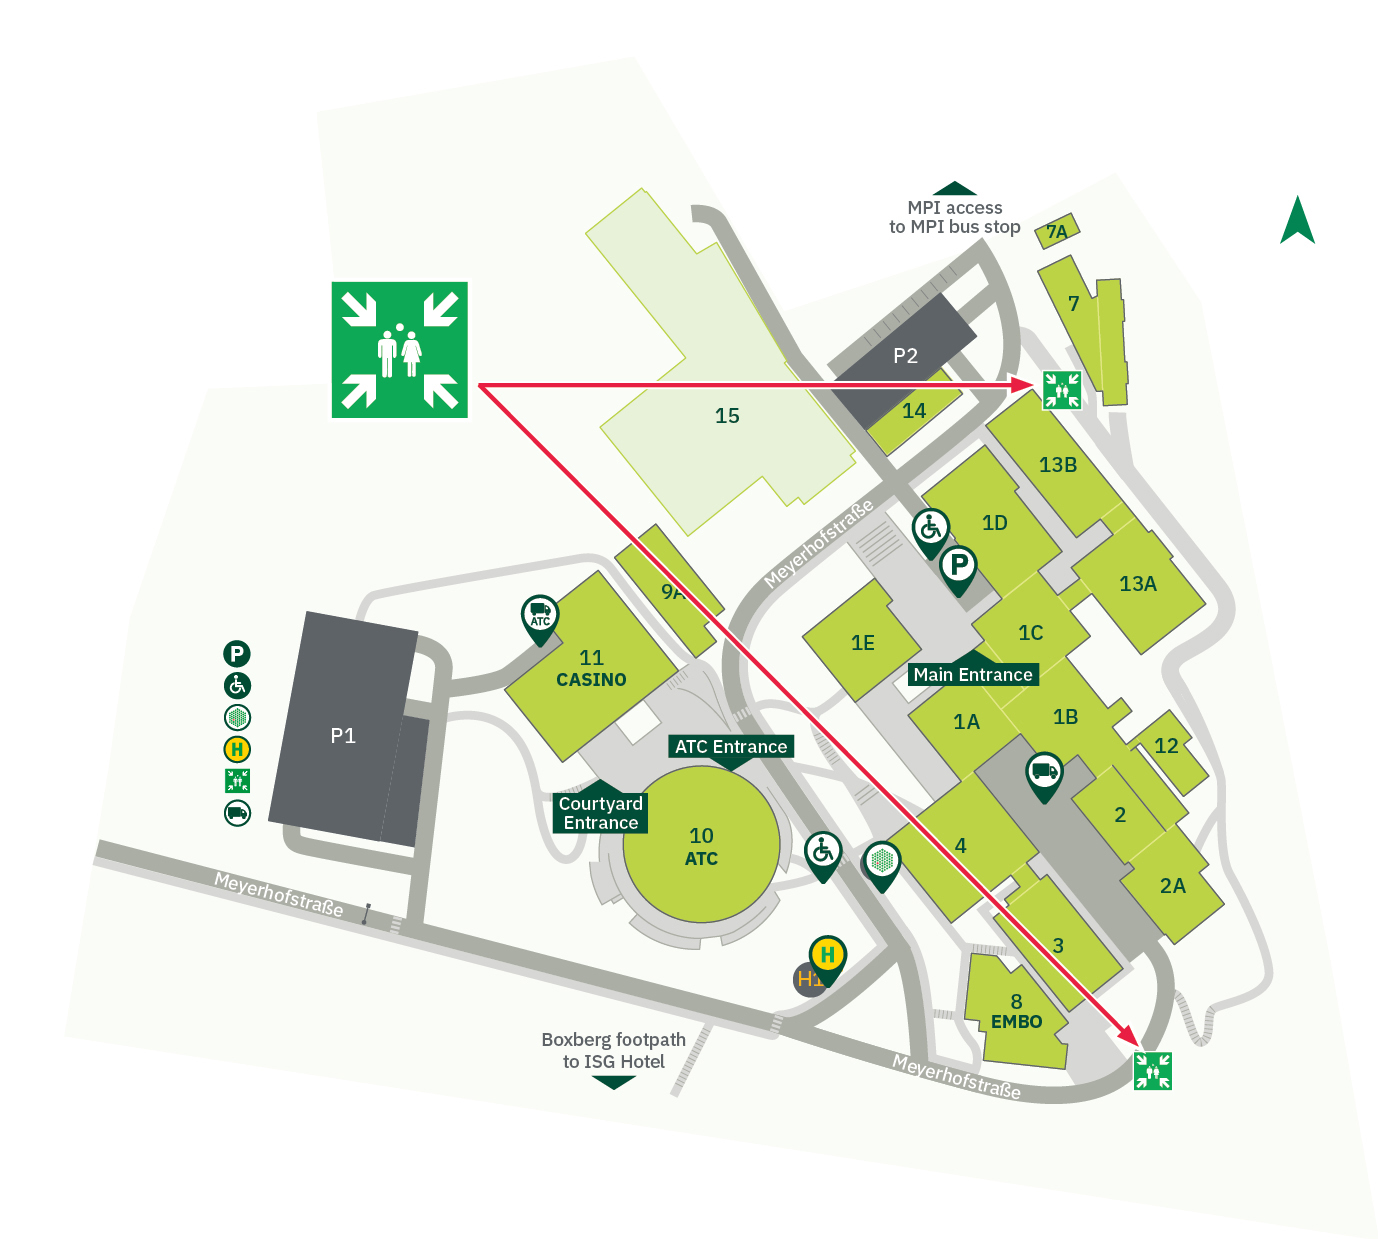 MPI access
to MPI bus stop
7A
7
P2
14
15
13B
1D
Meyerhofstraße
P
13A
9A
ATC
1E
1C
11
CASINO
Main Entrance
P
1A
1B
12
P1
ATC Entrance
H
Courtyard
Entrance
2
10
ATC
4
2A
Meyerhofstraße
3
H
H1
8
EMBO
Boxberg footpath
to ISG Hotel
Meyerhofstraße